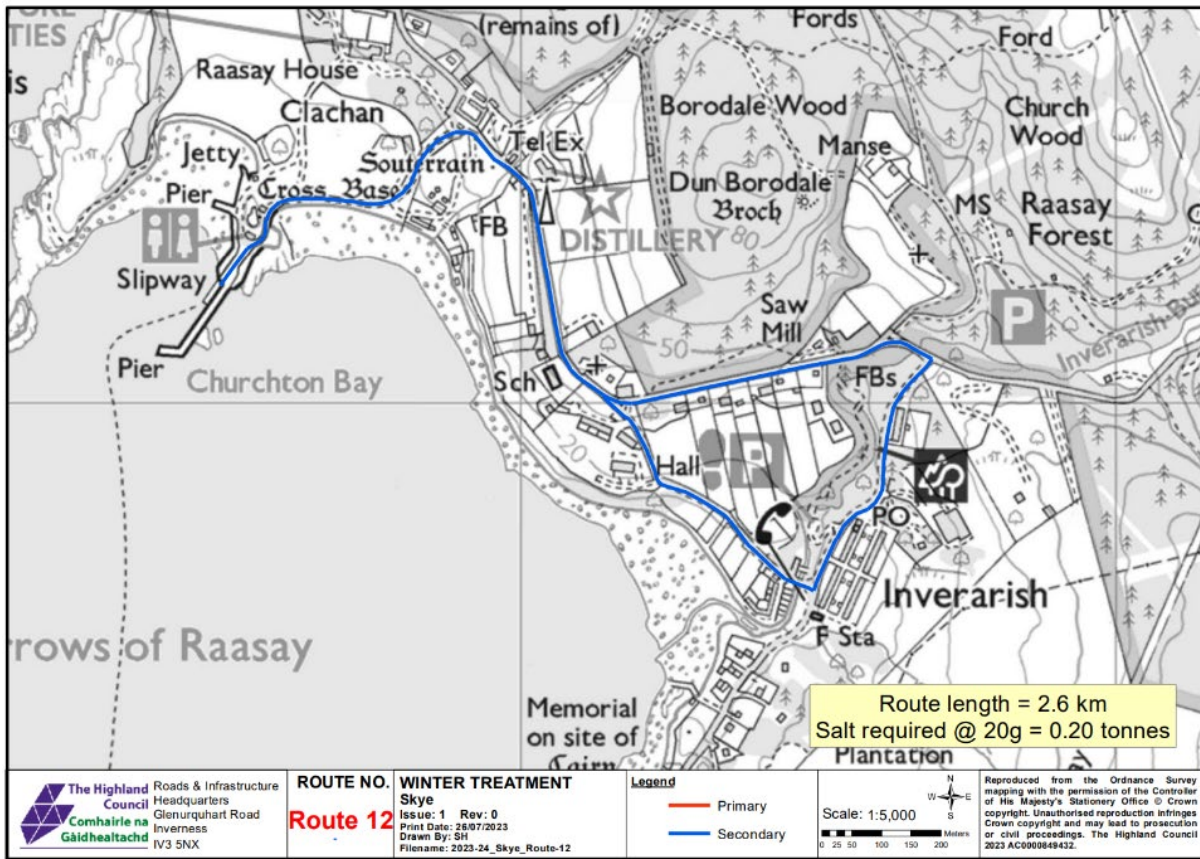 (remains of)
Fords
Ford
TIES
is
Raasay House
Clachan
Borodale Wood
Church
Wood
Jetty
Souterrain
Tel Ex
Manse
Pier
Cross Base
Dun Borodale
Broch
MS
Raasay
Forest
FB
DISTILLERY
80
Slipway
Saw
Mill
P
50
Inverarish
Pier
Churchton Bay
Sch
FBs
20
Hall
P
PO
Inverarish
F Sta
rrows of Raasay
Memorial
on site of
Cairn
Plantation
Route length = 2.6 km
Salt required @ 20g = 0.20 tonnes
The Highland
Council
Comhairle na
Gàidhealtachd
Roads & Infrastructure
Headquarters
Glenurquhart Road
Inverness
IV3 5NX
ROUTE NO.
Route 12
-
WINTER TREATMENT
Skye
Issue: 1 Rev: 0
Print Date: 26/07/2023
Drawn By: SH
Filename: 2023-24_Skye_Route-12
Legend
Primary
Secondary
Scale: 1:5,000
N
W E
S
0 25 50 100 150 200
Meters
Reproduced from the Ordnance Survey
mapping with the permission of the Controller
of His Majesty's Stationery Office © Crown
copyright. Unauthorised reproduction infringes
Crown copyright and may lead to prosecution
or civil proceedings. The Highland Council
2023 AC0000849432.